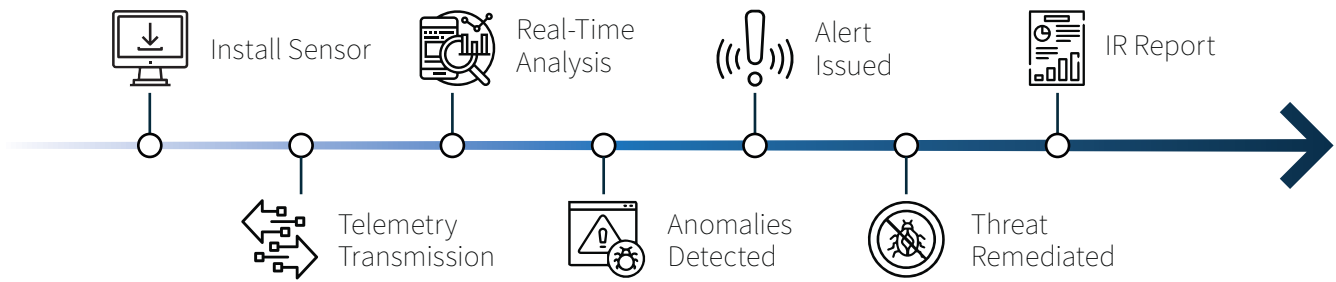 Install Sensor
Telemetry
Transmission
Real-Time
Analysis
Anomalies
Detected
Alert
Issued
Threat
Remediated
IR Report